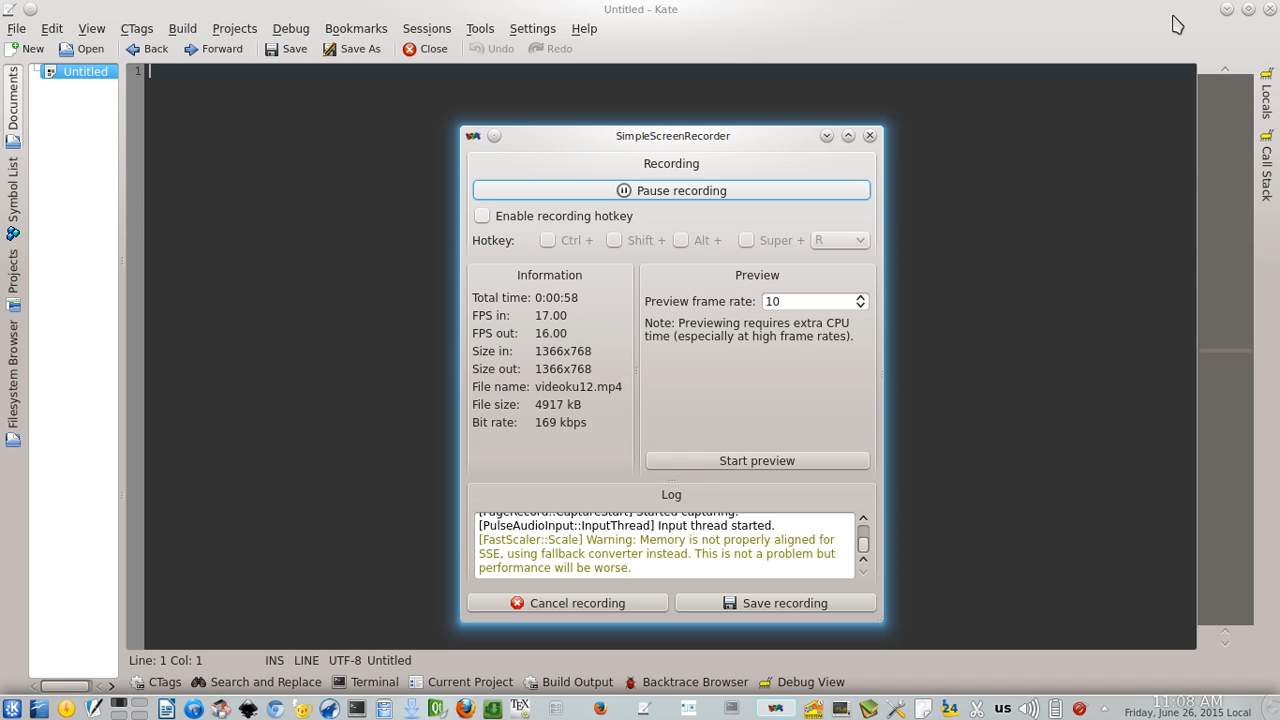 Untitled – Kate
File Edit View CTags Build Projects Debug Bookmarks Sessions Tools Settings Help
New Open Back Forward Save Save As Close Undo Redo
Documents
Symbol List
Projects
Filesystem Browser
Untitled
1
Locals
Call Stack
SimpleScreenRecorder
Recording
Pause recording
Enable recording hotkey
Hotkey: Ctrl + Shift + Alt + Super + R
Information
Total time: 0:00:58
FPS in: 17.00
FPS out: 16.00
Size in: 1366x768
Size out: 1366x768
File name: videoku12.mp4
File size: 4917 kB
Bit rate: 169 kbps
Preview
Preview frame rate: 10
Note: Previewing requires extra CPU
time (especially at high frame rates).
Start preview
Log
[PageRecord::CaptureStart] Started capturing.
[PulseAudioInput::InputThread] Input thread started.
[FastScaler::Scale] Warning: Memory is not properly aligned for
SSE, using fallback converter instead. This is not a problem but
performance will be worse.
Cancel recording Save recording
Line: 1 Col: 1 INS LINE UTF-8 Untitled
CTags Search and Replace Terminal Current Project Build Output Backtrace Browser Debug View
us
11:08 AM
Friday, June 26, 2015 Local